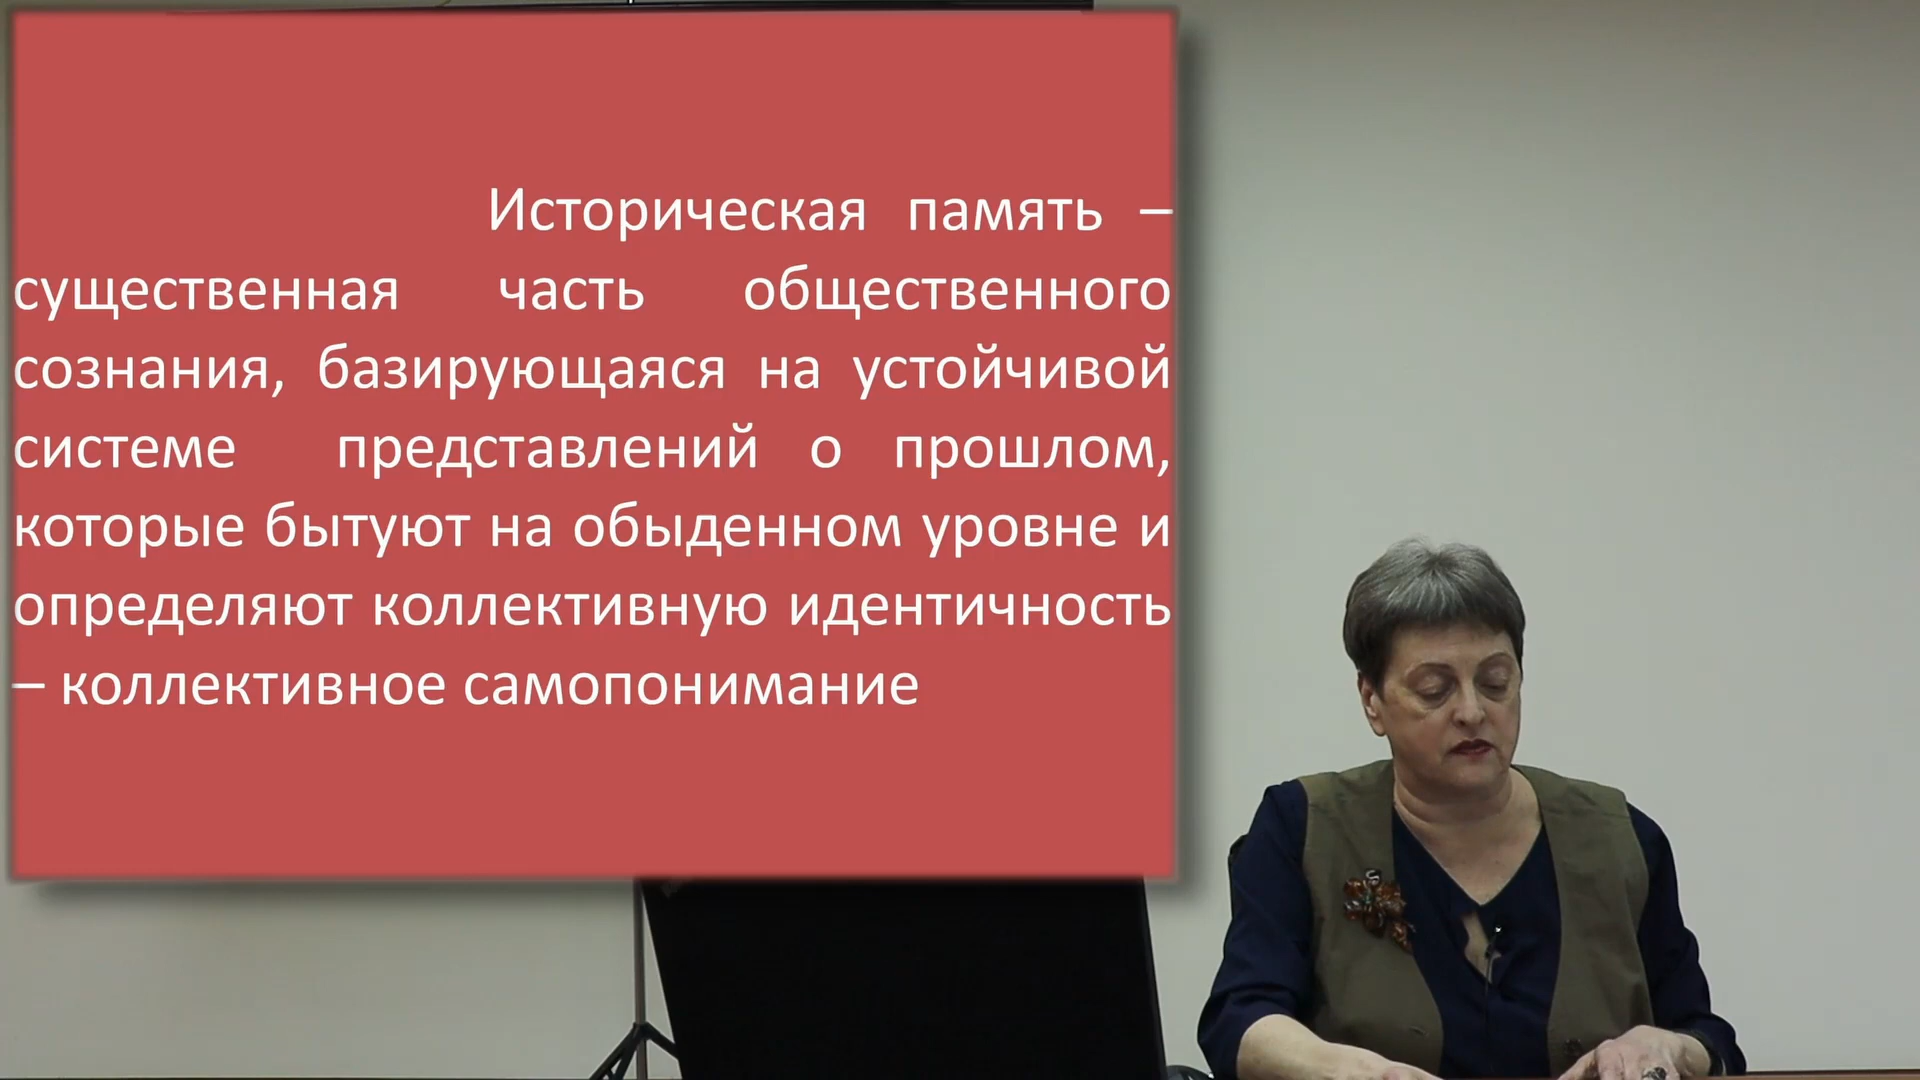 Историческая память –
существенная часть общественного
сознания, базирующаяся на устойчивой
системе представлений о прошлом,
которые бытуют на обыденном уровне и
определяют коллективную идентичность
– коллективное самопонимание